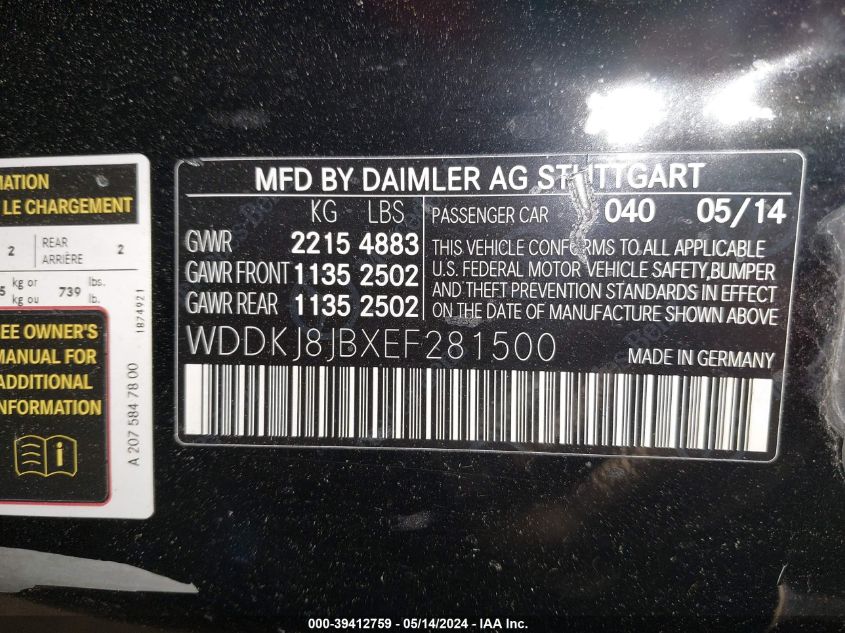 MATION
LE CHARGEMENT
2 REAR ARRIÈRE 2
5 kg or kg ou 739 lbs. lb.
EE OWNER'S
MANUAL FOR
ADDITIONAL
INFORMATION
A 207 584 78 00
1874921
MFD BY DAIMLER AG STUTTGART
KG LBS
GVWR 2215 4883
GAWR FRONT 1135 2502
GAWR REAR 1135 2502
PASSENGER CAR 040 05/14
THIS VEHICLE CONFORMS TO ALL APPLICABLE
U.S. FEDERAL MOTOR VEHICLE SAFETY,BUMPER
AND THEFT PREVENTION STANDARDS IN EFFECT
ON THE DATE OF MANUFACTURE SHOWN ABOVE
WDDKJ8JBXEF281500
MADE IN GERMANY
000-39412759 - 05/14/2024 - IAA Inc.